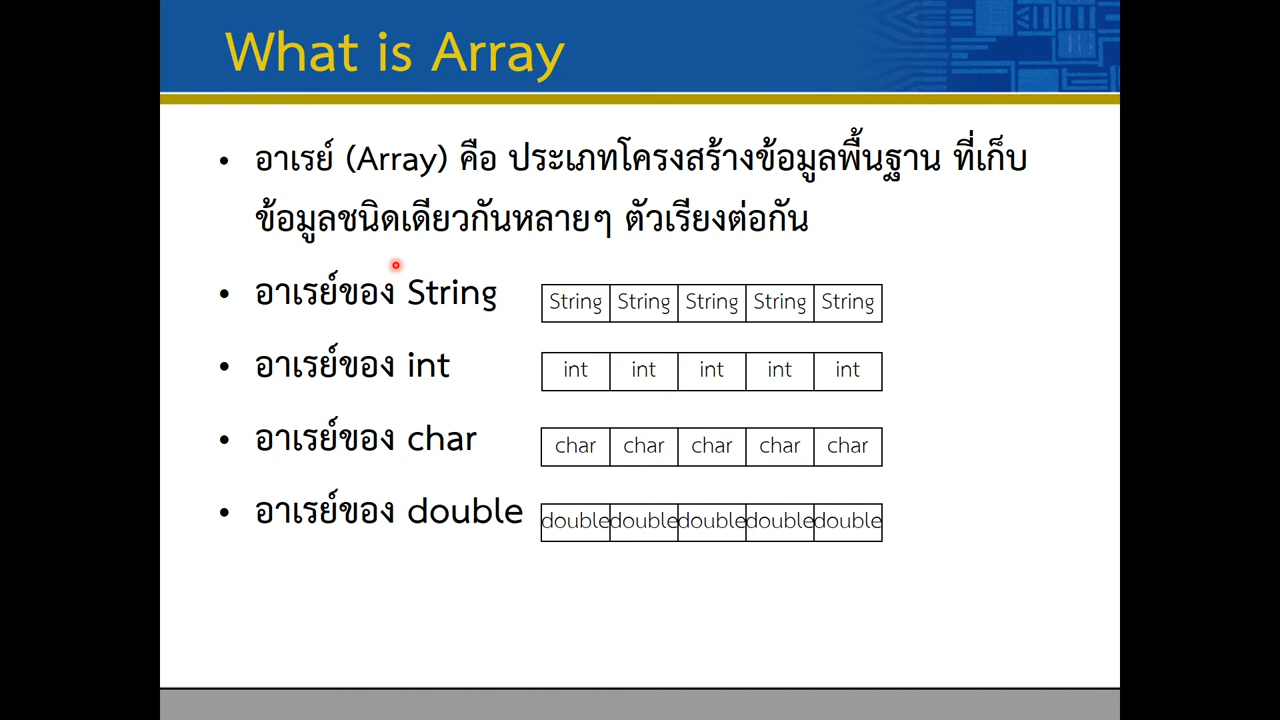 What is Array
• อาเรย์ (Array) คือ ประเภทโครงสร้างข้อมูลพื้นฐาน ที่เก็บ
ข้อมูลชนิดเดียวกันหลายๆ ตัวเรียงต่อกัน
• อาเรย์ของ String
String String String String String
• อาเรย์ของ int
int int int int int
• อาเรย์ของ char
char char char char char
• อาเรย์ของ double
double double double double double